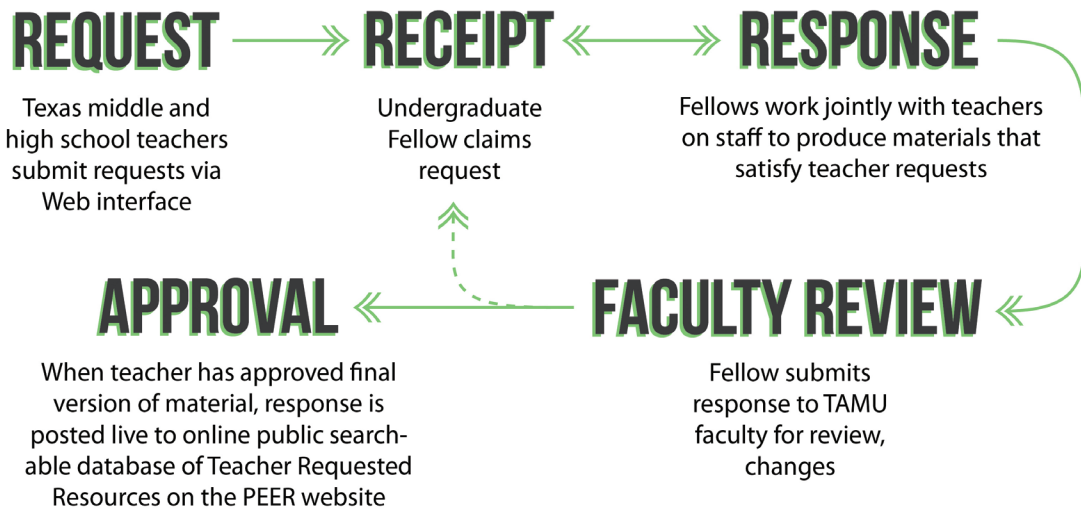 REQUEST
Texas middle and
high school teachers
submit requests via
Web interface
RECEIPT
Undergraduate
Fellow claims
request
RESPONSE
Fellows work jointly with teachers
on staff to produce materials that
satisfy teacher requests
FACULTY REVIEW
Fellow submits
response to TAMU
faculty for review,
changes
APPROVAL
When teacher has approved final
version of material, response is
posted live to online public search-
able database of Teacher Requested
Resources on the PEER website